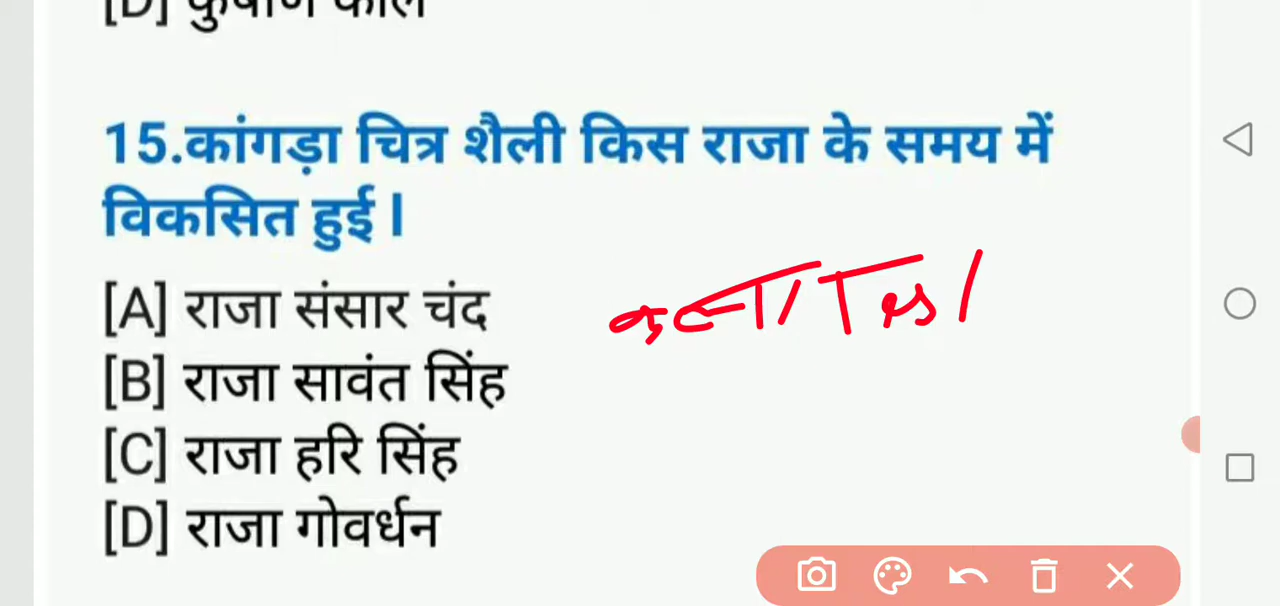 [D] कुषाण काल
15.कांगड़ा चित्र शैली किस राजा के समय में
विकसित हुई।
[A] राजा संसार चंद
[B] राजा सावंत सिंह
[C] राजा हरि सिंह
[D] राजा गोवर्धन